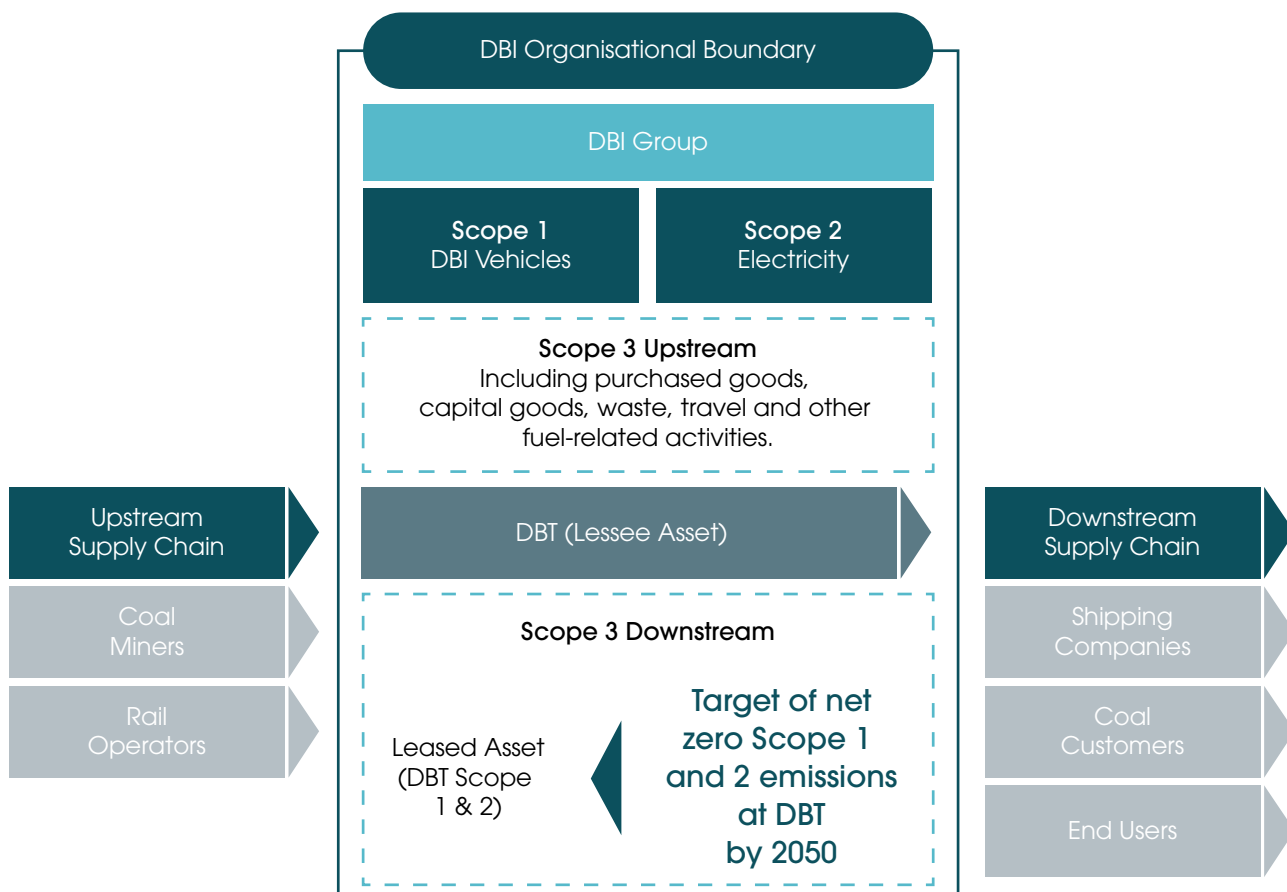 DBI Organisational Boundary
DBI Group
Scope 1
DBI Vehicles
Scope 2
Electricity
Scope 3 Upstream
Including purchased goods,
capital goods, waste, travel and other
fuel-related activities.
Upstream
Supply Chain
Coal
Miners
Rail
Operators
DBT (Lessee Asset)
Scope 3 Downstream
Leased Asset
(DBT Scope
1 & 2)
Target of net
zero Scope 1
and 2 emissions
at DBT
by 2050
Downstream
Supply Chain
Shipping
Companies
Coal
Customers
End Users